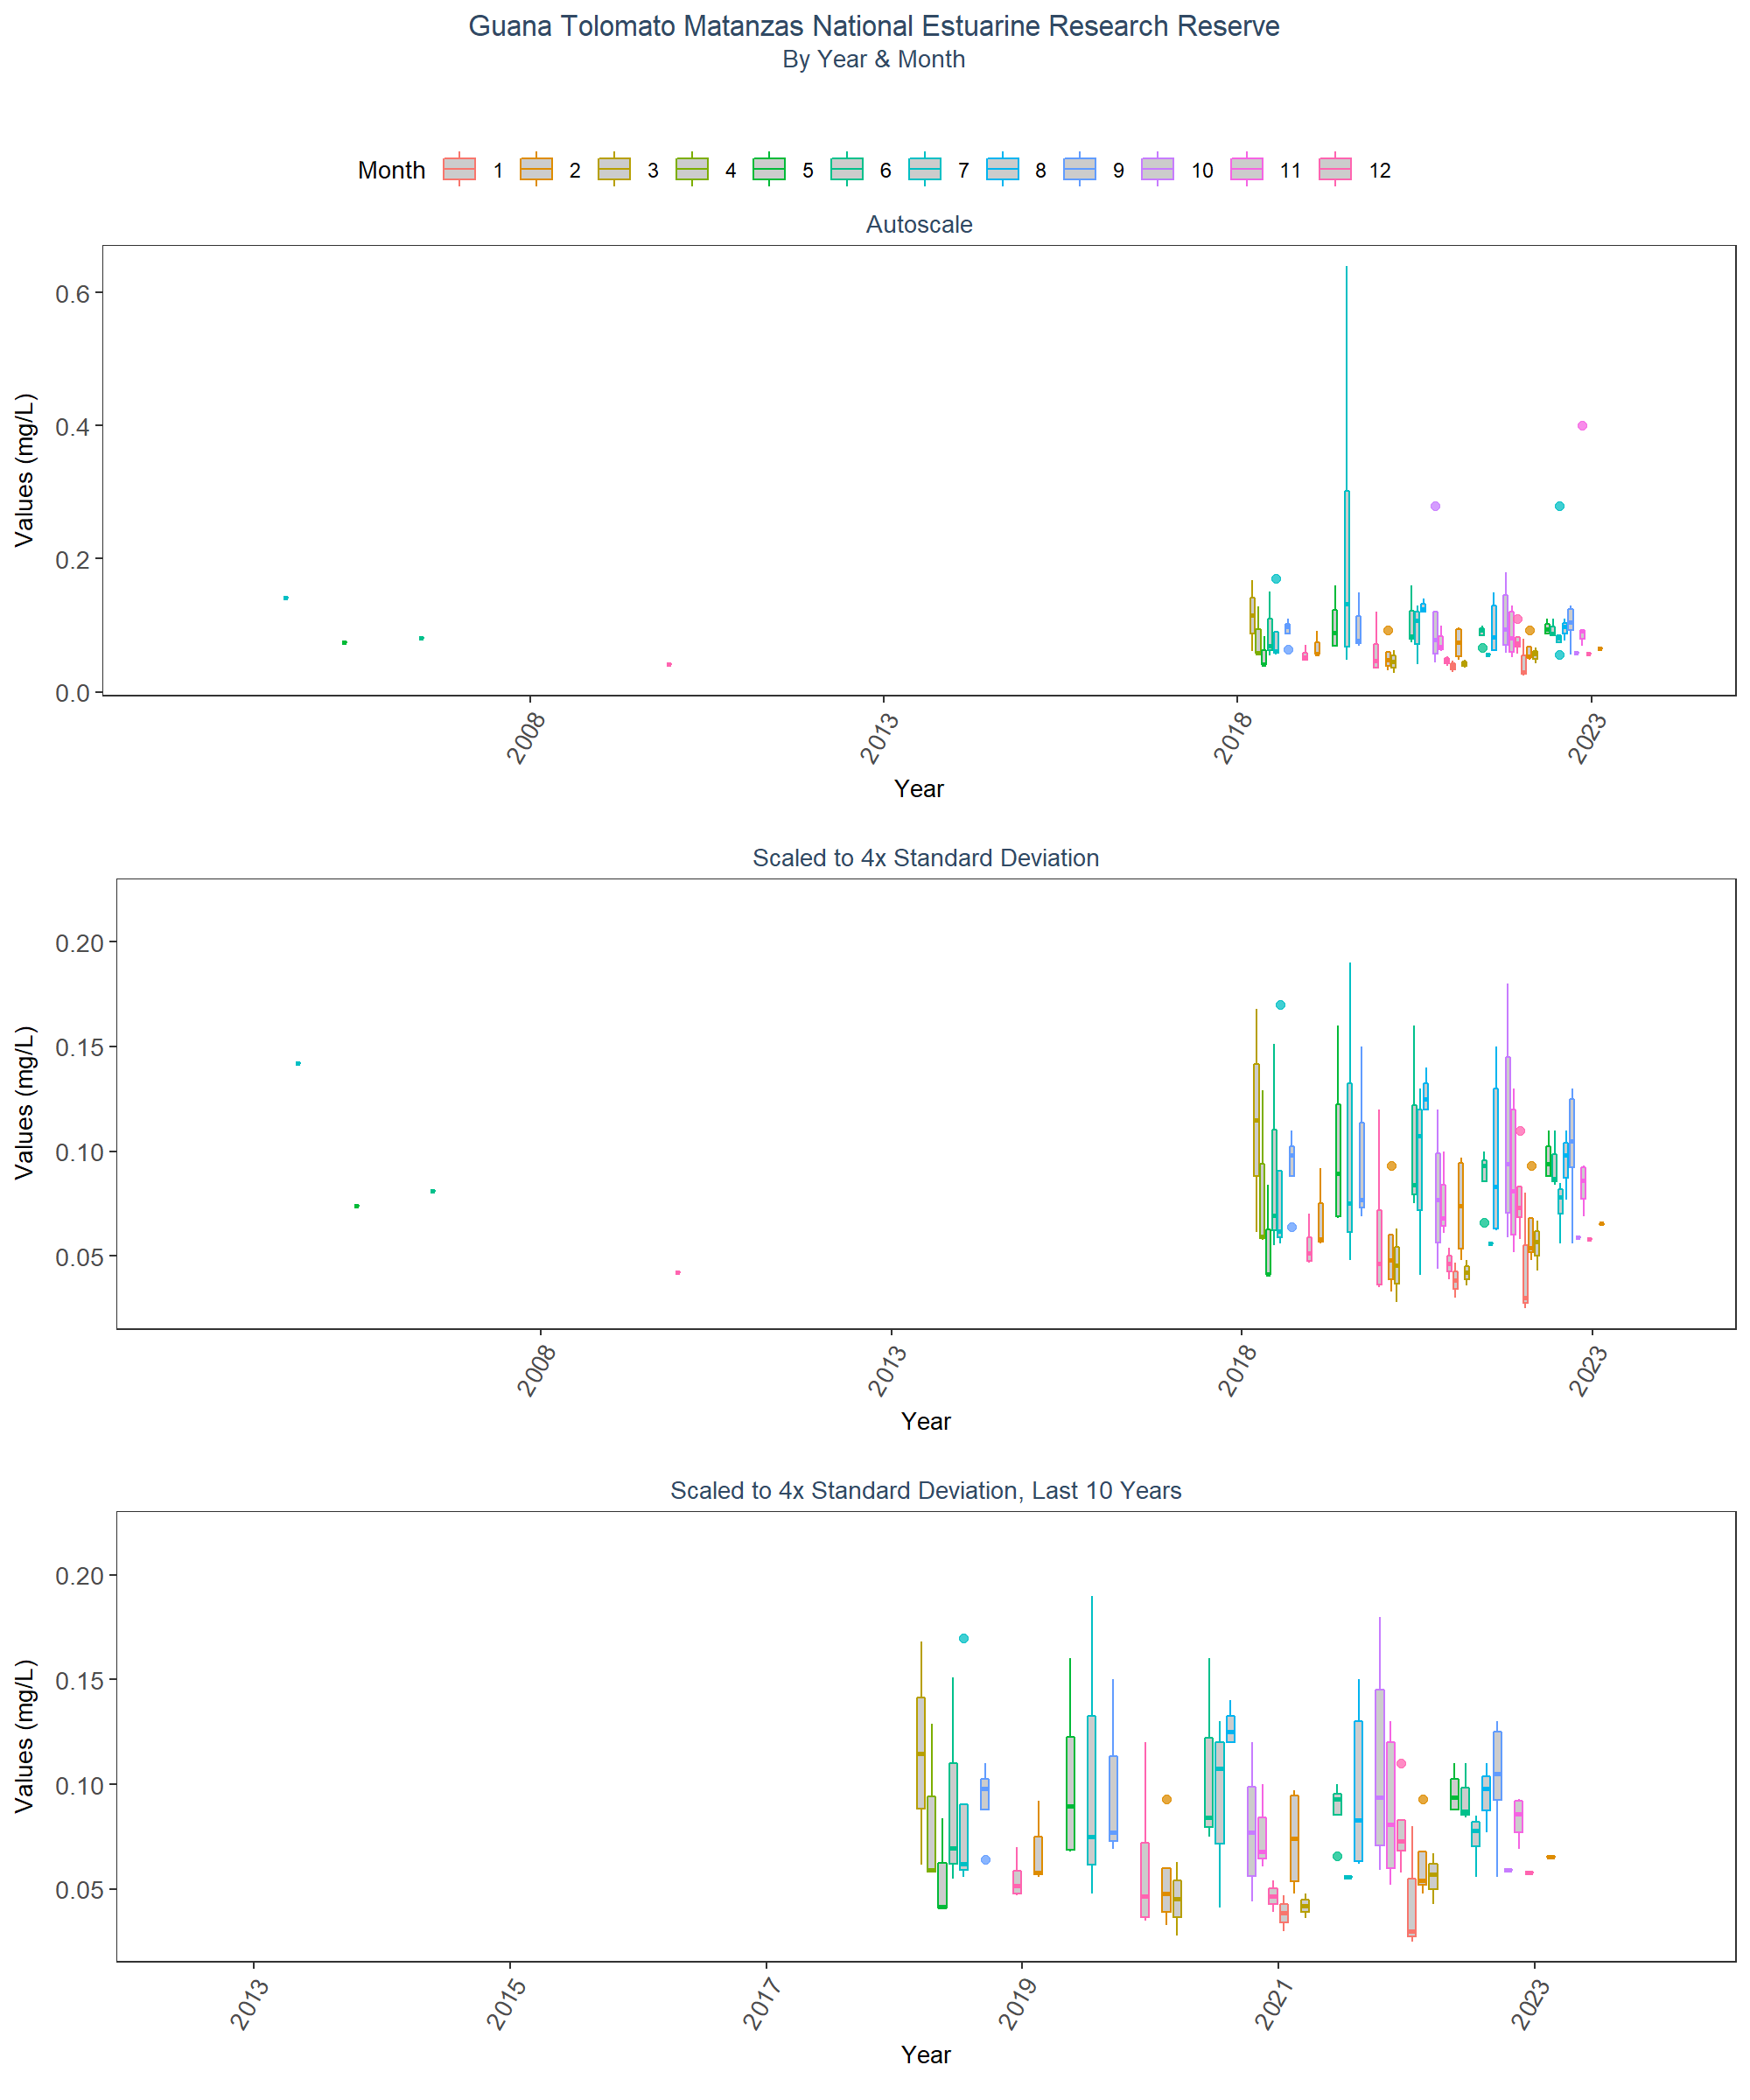 Guana Tolomato Matanzas National Estuarine Research Reserve
By Year & Month
Month 1 2 3 4 5 6 7 8 9 10 11 12
Autoscale
Values (mg/L)
0.6
0.4
0.2
0.0
2008 2013 2018 2023
Year
Scaled to 4x Standard Deviation
Values (mg/L)
0.20
0.15
0.10
0.05
2008 2013 2018 2023
Year
Scaled to 4x Standard Deviation, Last 10 Years
Values (mg/L)
0.20
0.15
0.10
0.05
2013 2015 2017 2019 2021 2023
Year